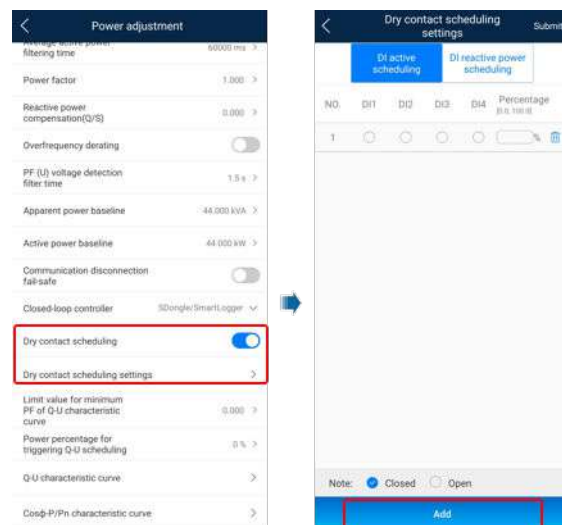 Power adjustment
Average active power
filtering time
60000 ms >
Power factor
1.000 >
Reactive power
compensation(Q/S)
0.000 >
Overfrequency derating
PF (U) voltage detection
filter time
1.5 s >
Apparent power baseline
44.000 kVA >
Active power baseline
44.000 kW >
Communication disconnection
fail-safe
Closed-loop controller
SDongle/SmartLogger
Dry contact scheduling
Dry contact scheduling settings >
Limit value for minimum
PF of Q-U characteristic
curve
0.000 >
Power percentage for
triggering Q-U scheduling
0 % >
Q-U characteristic curve >
Cosφ-P/Pn characteristic curve >
Dry contact scheduling
settings
Submit
DI active
scheduling
DI reactive power
scheduling
NO. DI1 DI2 DI3 DI4 Percentage
[0.0, 100.0]
1 %
Note: Closed Open
Add